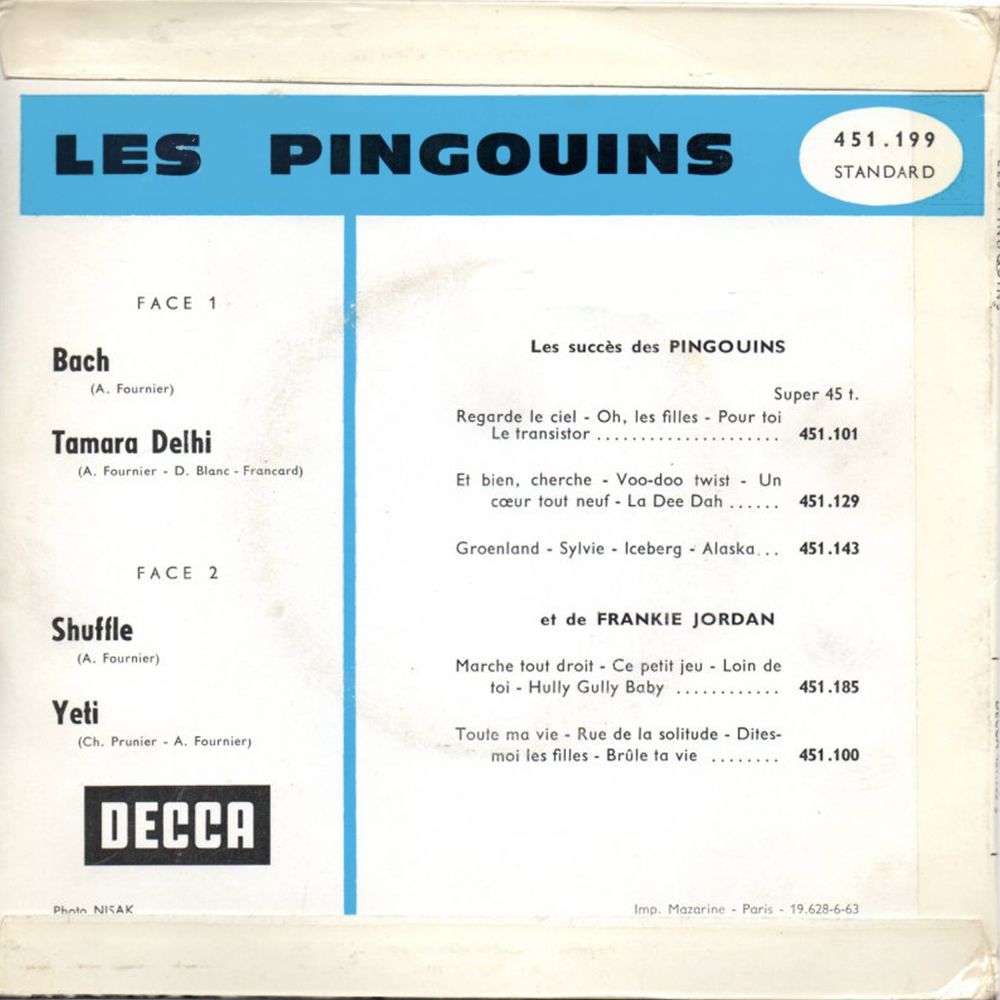 LES PINGOUINS
451.199
STANDARD
FACE 1
Bach
(A. Fournier)
Tamara Delhi
(A. Fournier - D. Blanc - Francard)
FACE 2
Shuffle
(A. Fournier)
Yeti
(Ch. Prunier - A. Fournier)
DECCA
Photo NISAK
Les succès des PINGOUINS
Super 45 t.
Regarde le ciel - Oh, les filles - Pour toi
Le transistor ..................... 451.101
Et bien, cherche - Voo-doo twist - Un
cœur tout neuf - La Dee Dah ...... 451.129
Groenland - Sylvie - Iceberg - Alaska... 451.143
et de FRANKIE JORDAN
Marche tout droit - Ce petit jeu - Loin de
toi - Hully Gully Baby ............ 451.185
Toute ma vie - Rue de la solitude - Dites-
moi les filles - Brûle ta vie ........ 451.100
Imp. Mazarine - Paris - 19.628-6-63